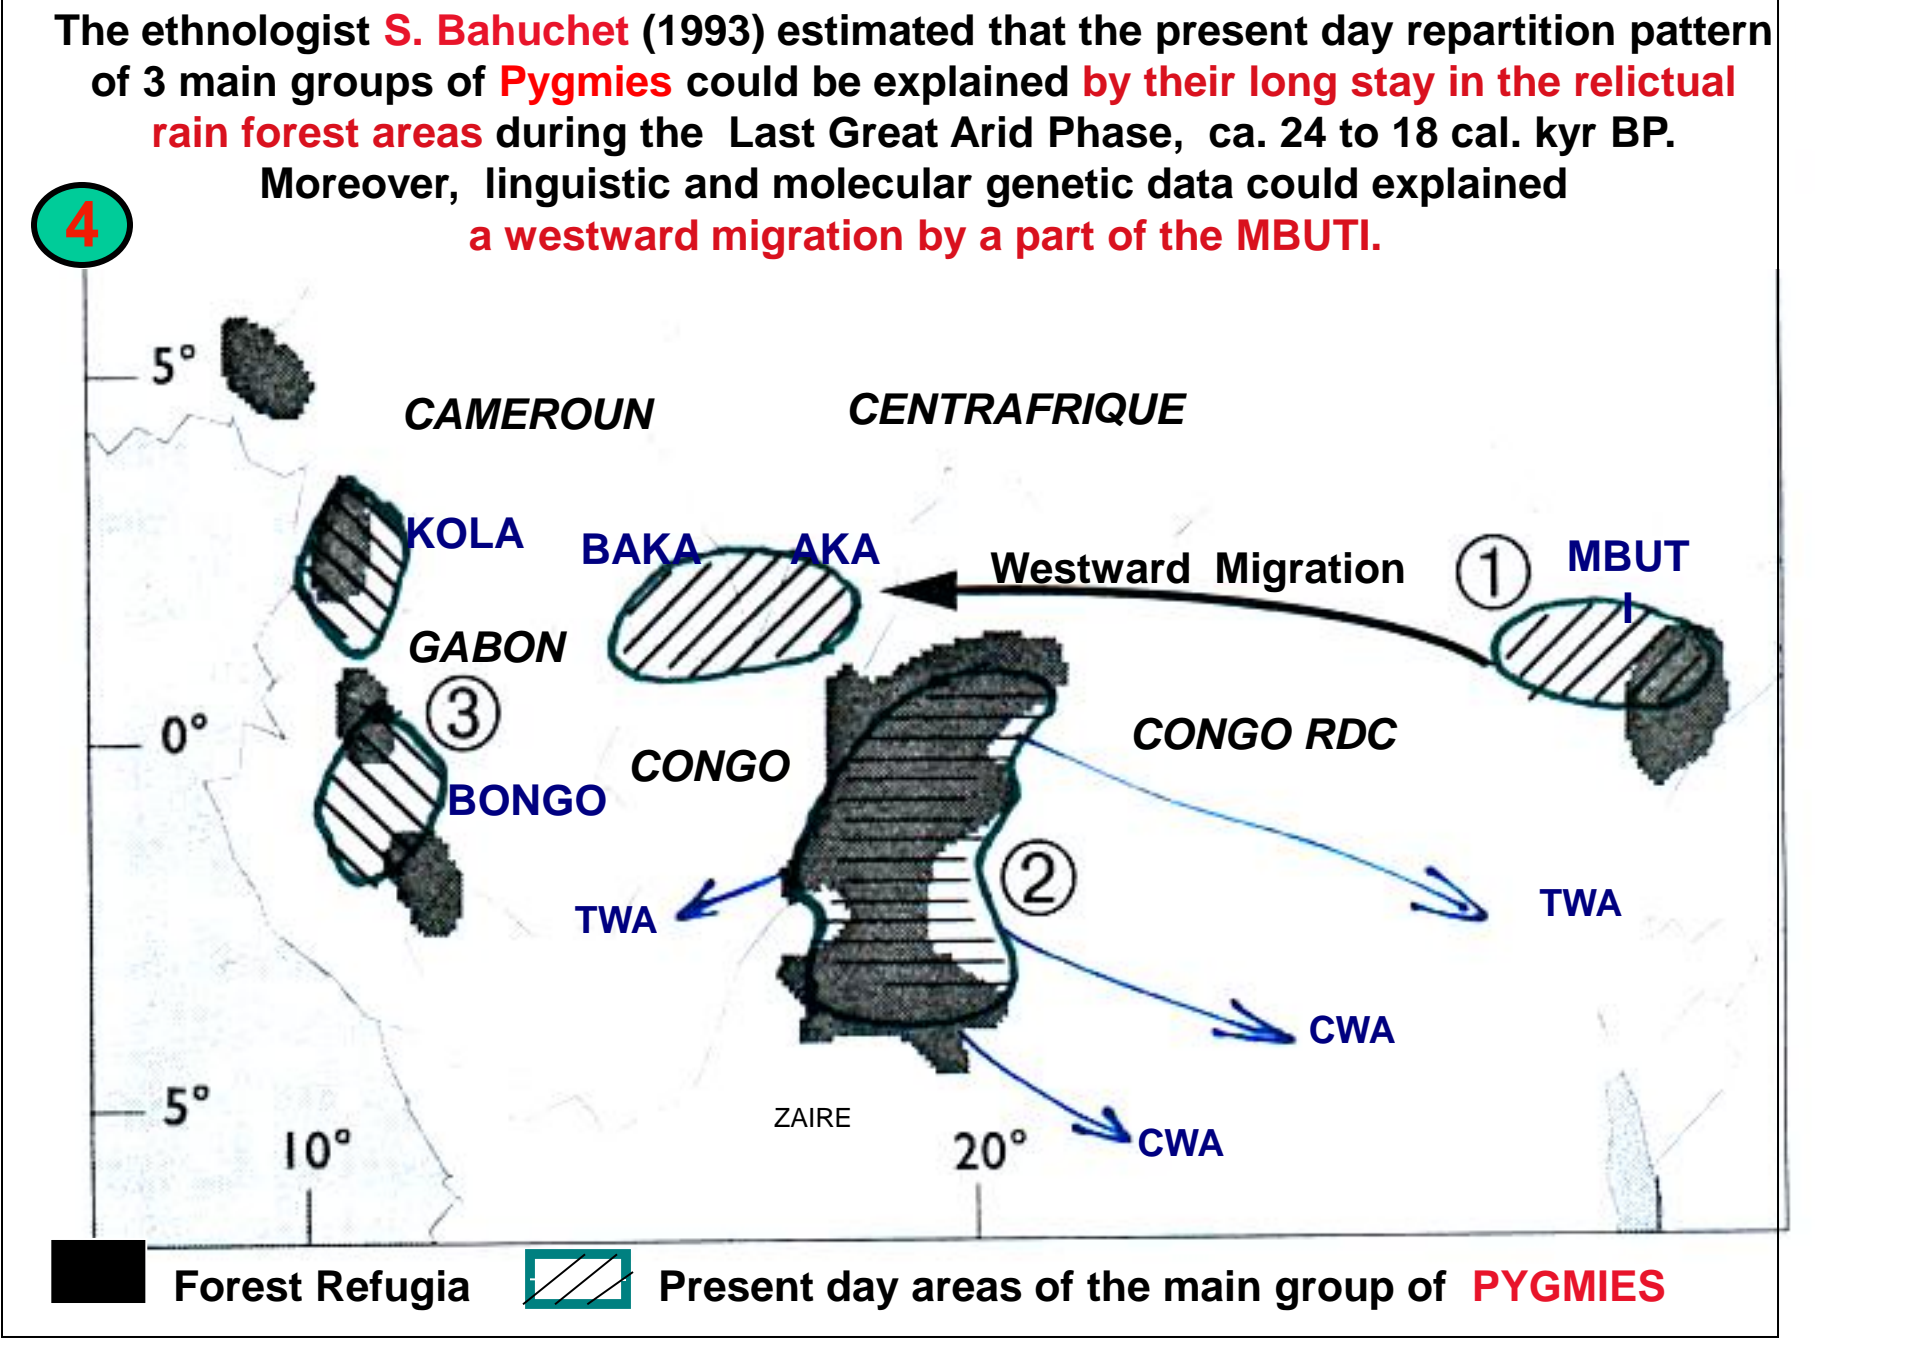 The ethnologist S. Bahuchet (1993) estimated that the present day repartition pattern
of 3 main groups of Pygmies could be explained by their long stay in the relictual
rain forest areas during the Last Great Arid Phase, ca. 24 to 18 cal. kyr BP.
Moreover, linguistic and molecular genetic data could explained
a westward migration by a part of the MBUTI.
4
5°
CAMEROUN
CENTRAFRIQUE
KOLA
BAKA
AKA
Westward Migration
1
MBUT
I
GABON
3
0°
CONGO
CONGO RDC
BONGO
2
TWA
TWA
CWA
5°
ZAIRE
10°
20°
CWA
Forest Refugia
Present day areas of the main group of PYGMIES